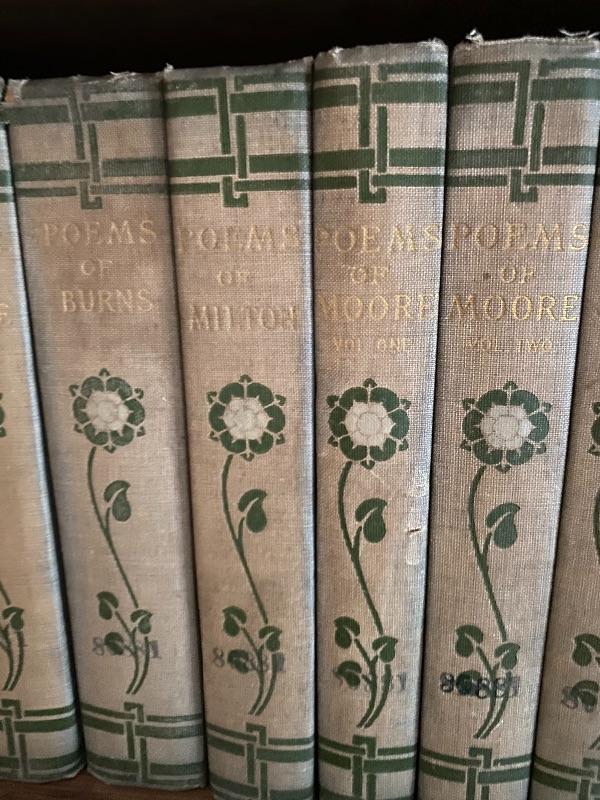 POEMS
OF
BURNS
POEMS
OF
MILTON
POEMS
OF
MOORE
VOL ONE
POEMS
OF
MOORE
VOL. TWO